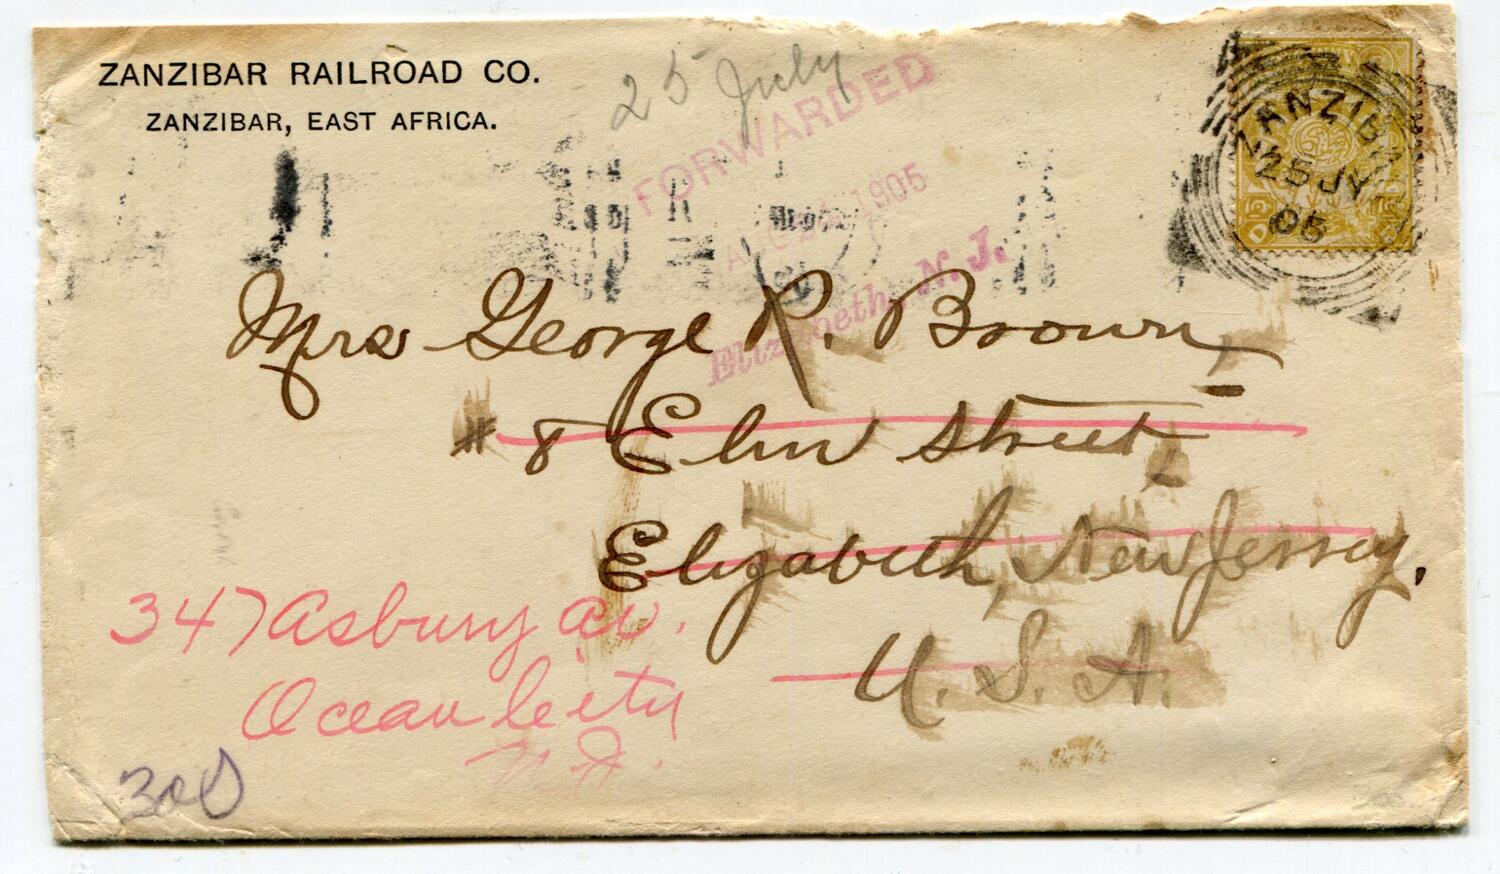 ZANZIBAR RAILROAD CO.
ZANZIBAR, EAST AFRICA.
25 July
FORWARDED
1905
Elizabeth, N. J.
ZANZIBAR
25 JY
05
Mrs George R. Brown,
# 8 Elm Street,
Elizabeth, New Jersey.
U. S. A.
347 Asbury av.
Ocean City
N. J.